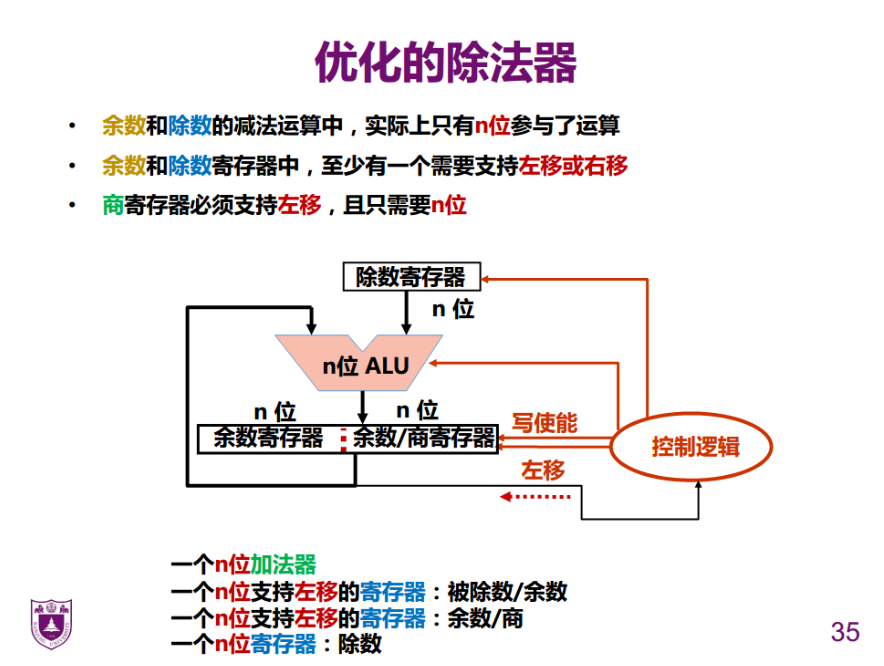 优化的除法器
• 余数和除数的减法运算中，实际上只有n位参与了运算
• 余数和除数寄存器中，至少有一个需要支持左移或右移
• 商寄存器必须支持左移，且只需要n位
除数寄存器
n 位
n位 ALU
n 位
n 位
余数寄存器
余数/商寄存器
写使能
控制逻辑
左移
一个n位加法器
一个n位支持左移的寄存器：被除数/余数
一个n位支持左移的寄存器：余数/商
一个n位寄存器：除数
35